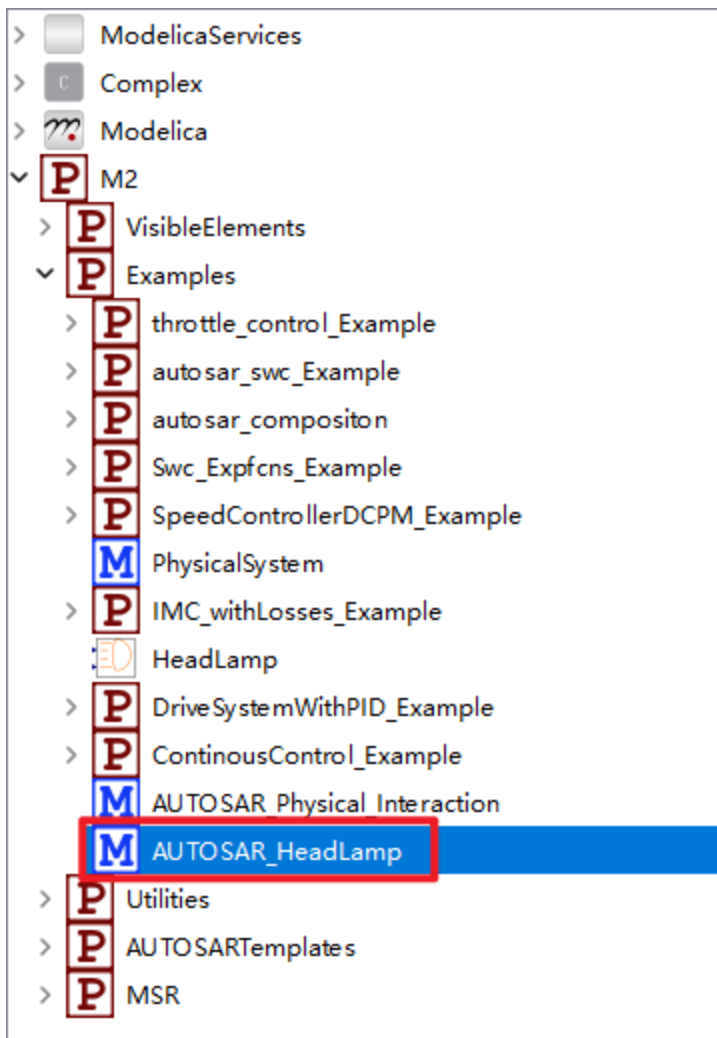 ModelicaServices
C Complex
Modelica
P M2
P VisibleElements
P Examples
P throttle_control_Example
P autosar_swc_Example
P autosar_compositon
P Swc_Expfcns_Example
P SpeedControllerDCPM_Example
M PhysicalSystem
P IMC_withLosses_Example
HeadLamp
P DriveSystemWithPID_Example
P ContinousControl_Example
M AUTOSAR_Physical_Interaction
M AUTOSAR_HeadLamp
P Utilities
P AUTOSARTemplates
P MSR